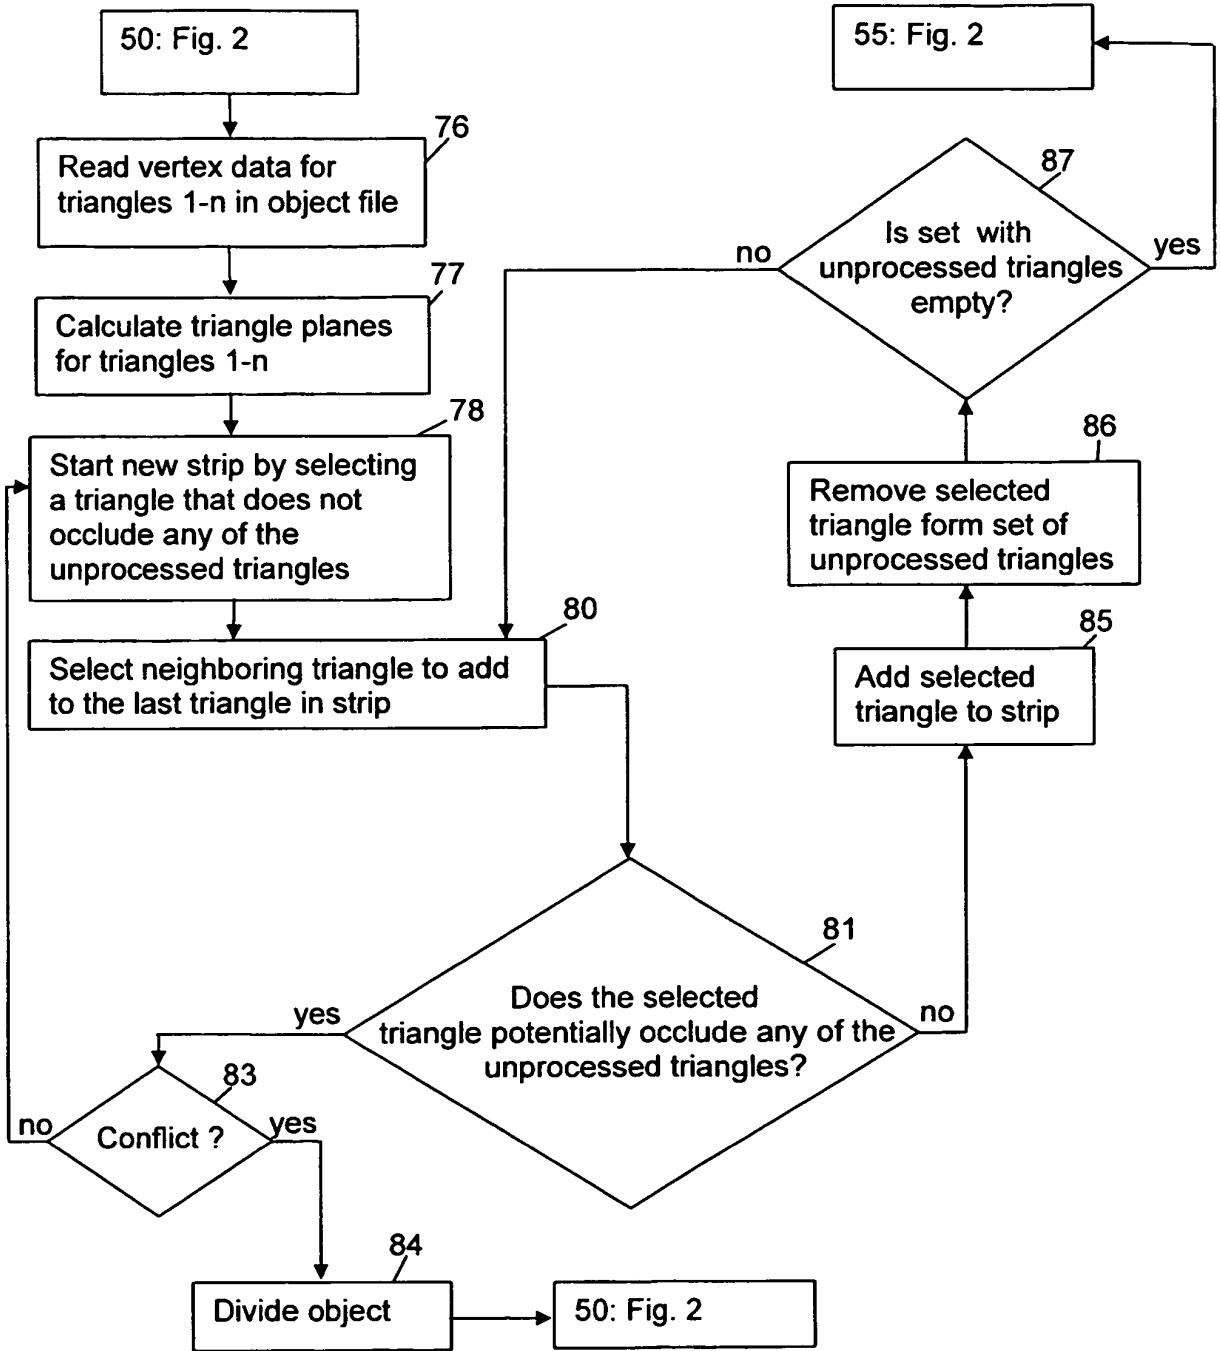 50: Fig. 2
76
Read vertex data for
triangles 1-n in object file
77
Calculate triangle planes
for triangles 1-n
78
Start new strip by selecting
a triangle that does not
occlude any of the
unprocessed triangles
80
Select neighboring triangle to add
to the last triangle in strip
81
Does the selected
triangle potentially occlude any of the
unprocessed triangles?
yes
no
83
Conflict ?
no
yes
84
Divide object
50: Fig. 2
85
Add selected
triangle to strip
86
Remove selected
triangle form set of
unprocessed triangles
87
Is set with
unprocessed triangles
empty?
no
yes
55: Fig. 2